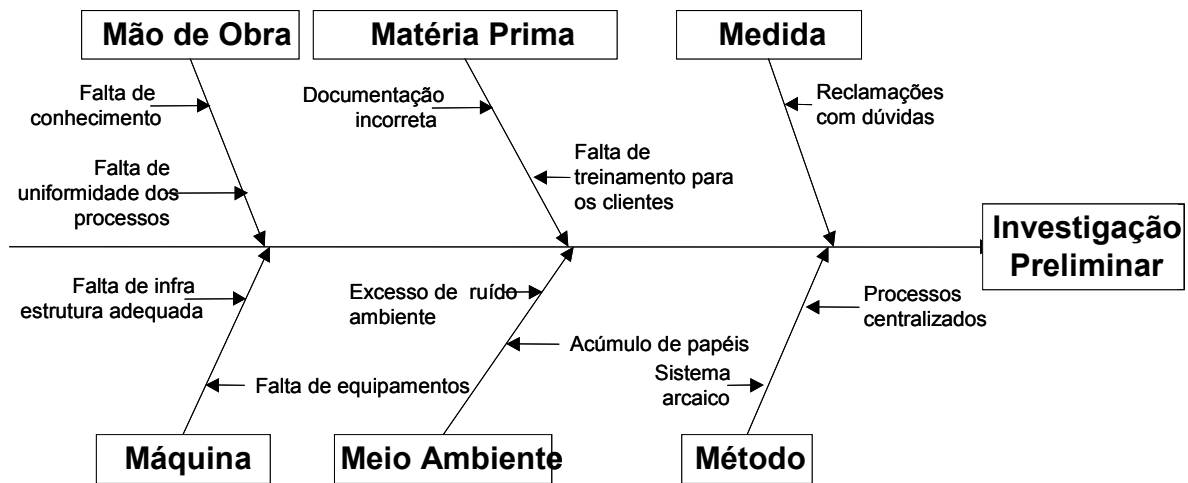 Mão de Obra
Matéria Prima
Medida
Falta de
conhecimento
Documentação
incorreta
Reclamações
com dúvidas
Falta de
uniformidade dos
processos
Falta de
treinamento para
os clientes
Investigação
Preliminar
Falta de infra
estrutura adequada
Excesso de ruído
ambiente
Processos
centralizados
Falta de equipamentos
Acúmulo de papéis
Sistema
arcaico
Máquina
Meio Ambiente
Método